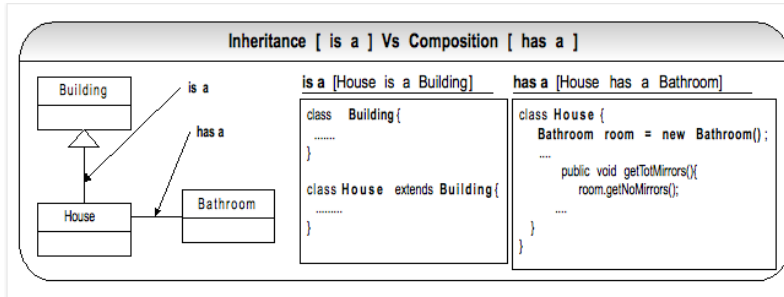 Inheritance [ is a ] Vs Composition [ has a ]
Building
is a
has a
House
Bathroom
is a [House is a Building]
class Building{
.......
}
class House extends Building{
.........
}
has a [House has a Bathroom]
class House {
Bathroom room = new Bathroom() ;
....
public void getTotMirrors(){
room.getNoMirrors();
....
}
}